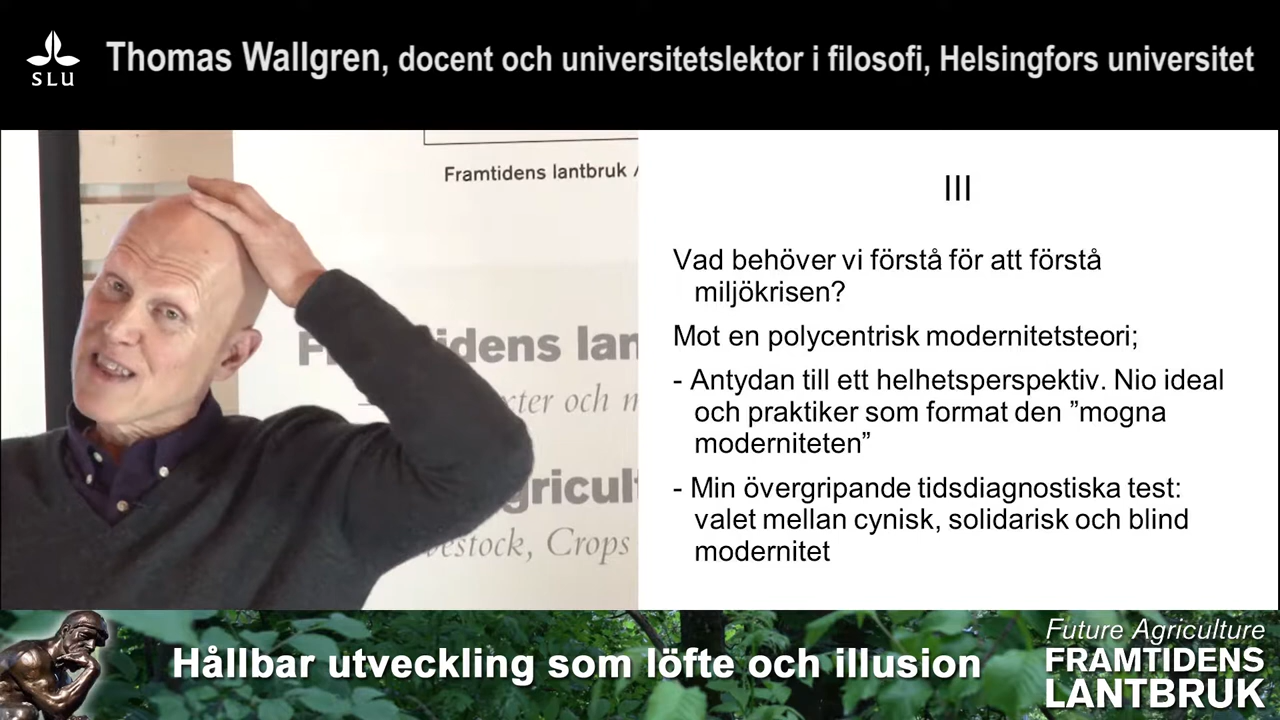 SLU
Thomas Wallgren, docent och universitetslektor i filosofi, Helsingfors universitet
Framtidens lantbruk /
III
Vad behöver vi förstå för att förstå
miljökrisen?
Mot en polycentrisk modernitetsteori;
- Antydan till ett helhetsperspektiv. Nio ideal
och praktiker som format den ”mogna
moderniteten”
- Min övergripande tidsdiagnostiska test:
valet mellan cynisk, solidarisk och blind
modernitet
dens lan
och m
gricul
estock, Crops
Hållbar utveckling som löfte och illusion
Future Agriculture
FRAMTIDENS
LANTBRUK